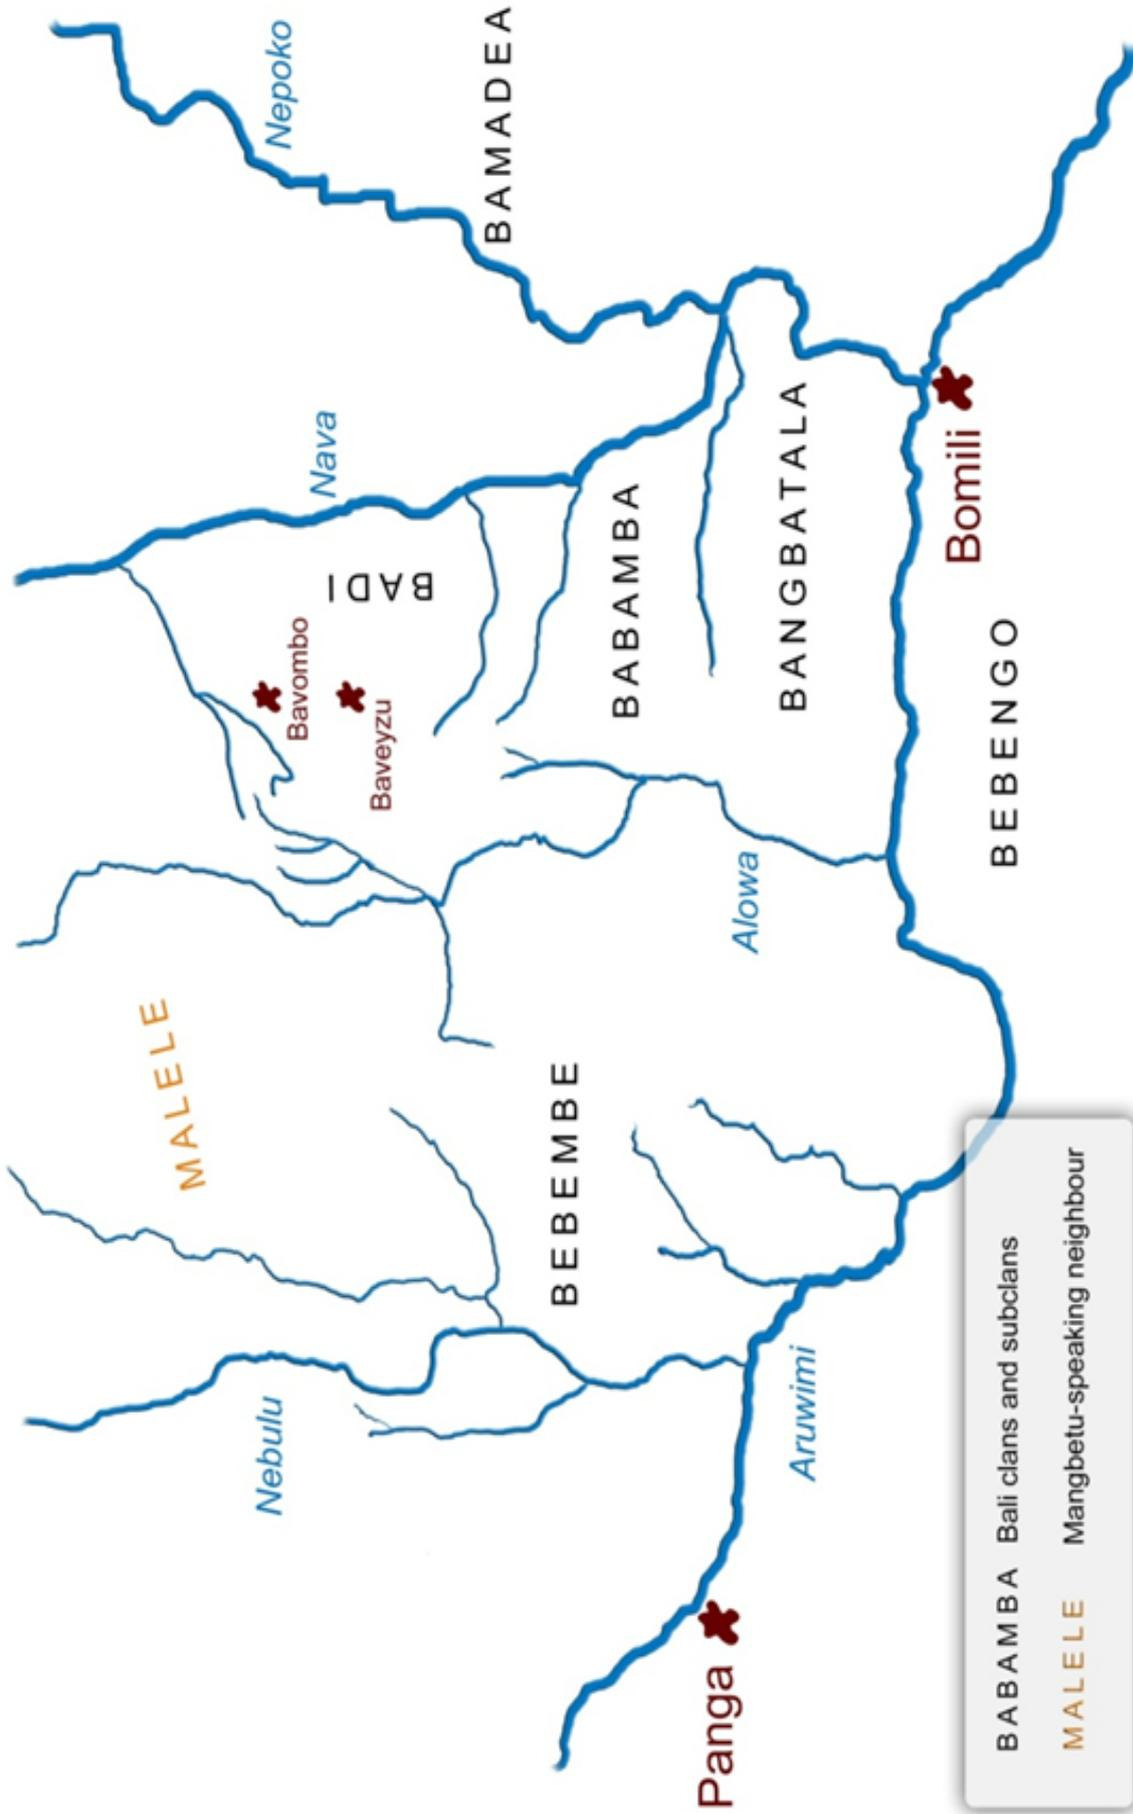 Nepoko
BAMADEA
Nava
BADI
Bavombo
Baveyzu
BABAMBA
BANGBATALA
Bomili
MALELE
Alowa
BEBENGO
BEBEMBE
Nebulu
Aruwimi
Panga
BABAMBA Bali clans and subclans
MALELE Mangbetu-speaking neighbour